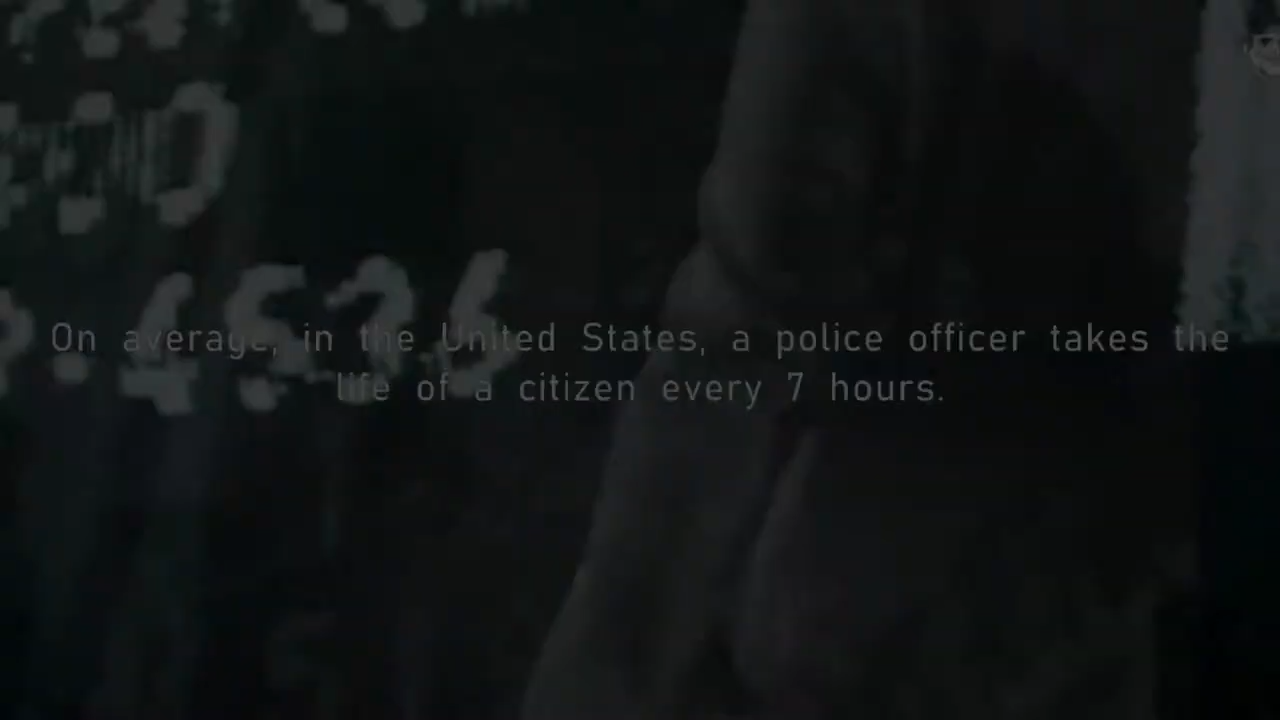 On average, in the United States, a police officer takes the
life of a citizen every 7 hours.